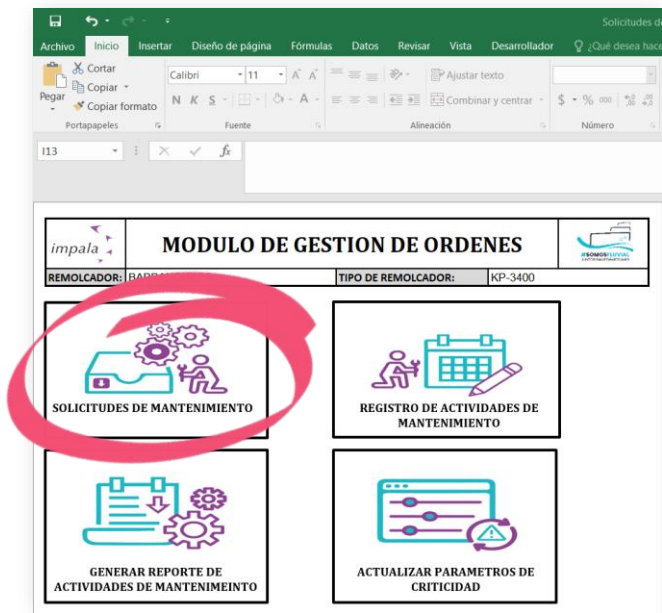 Solicitudes de
Archivo Inicio Insertar Diseño de página Fórmulas Datos Revisar Vista Desarrollador ¿Qué desea hace
Pegar
Cortar
Copiar
Copiar formato
Portapapeles
Calibri 11 A A
N K S A
Fuente
Ajustar texto
Combinar y centrar
Alineación
$ % 000
Número
I13 fx
impala
MODULO DE GESTION DE ORDENES
#SOMOSFLUVIAL
REMOLCADOR: TIPO DE REMOLCADOR: KP-3400
SOLICITUDES DE MANTENIMIENTO
REGISTRO DE ACTIVIDADES DE
MANTENIMIENTO
GENERAR REPORTE DE
ACTIVIDADES DE MANTENIMEINTO
ACTUALIZAR PARAMETROS DE
CRITICIDAD